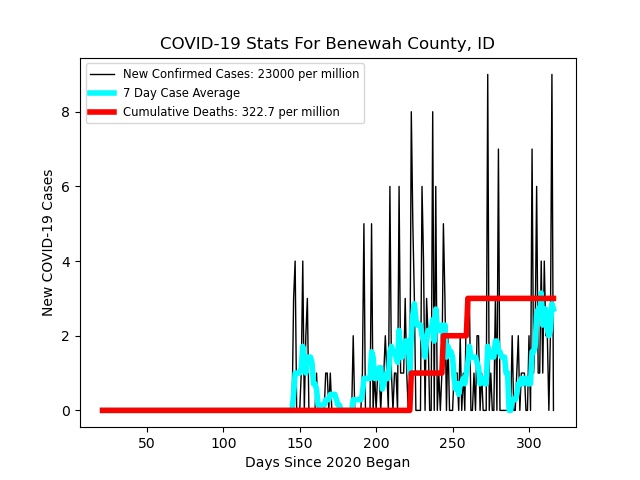 COVID-19 Stats For Benewah County, ID
New Confirmed Cases: 23000 per million
7 Day Case Average
Cumulative Deaths: 322.7 per million
New COVID-19 Cases
8
6
4
2
0
50 100 150 200 250 300
Days Since 2020 Began